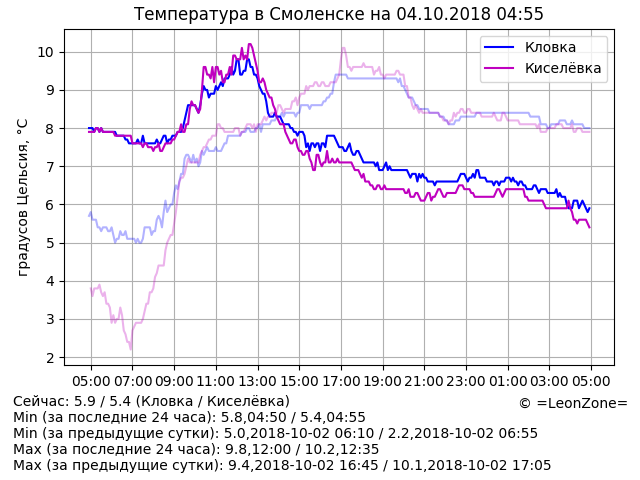 Температура в Смоленске на 04.10.2018 04:55
градусов Цельсия, °C
10
9
8
7
6
5
4
3
2
Кловка
Киселёвка
05:00 07:00 09:00 11:00 13:00 15:00 17:00 19:00 21:00 23:00 01:00 03:00 05:00
© =LeonZone=
Сейчас: 5.9 / 5.4 (Кловка / Киселёвка)
Min (за последние 24 часа): 5.8,04:50 / 5.4,04:55
Min (за предыдущие сутки): 5.0,2018-10-02 06:10 / 2.2,2018-10-02 06:55
Max (за последние 24 часа): 9.8,12:00 / 10.2,12:35
Max (за предыдущие сутки): 9.4,2018-10-02 16:45 / 10.1,2018-10-02 17:05